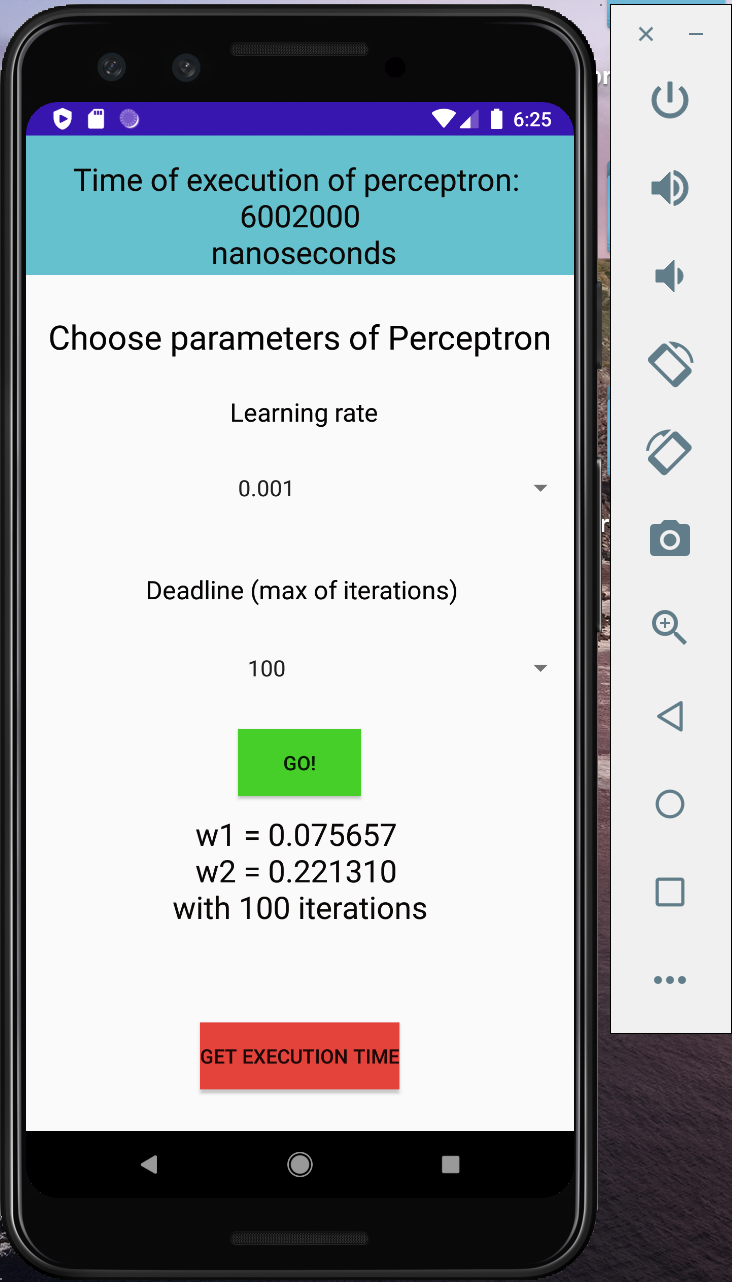 6:25
Time of execution of perceptron:
6002000
nanoseconds
Choose parameters of Perceptron
Learning rate
0.001
Deadline (max of iterations)
100
GO!
w1 = 0.075657
w2 = 0.221310
with 100 iterations
GET EXECUTION TIME